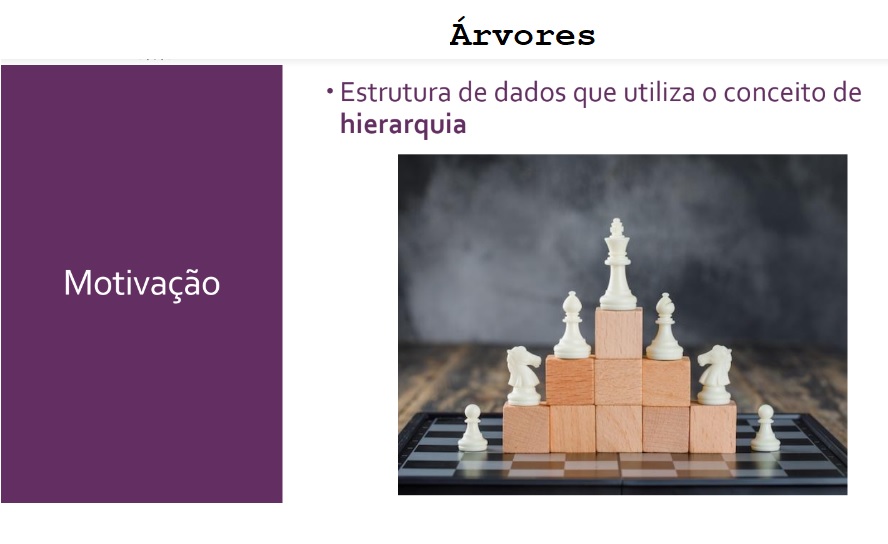 Árvores
Motivação
• Estrutura de dados que utiliza o conceito de
hierarquia